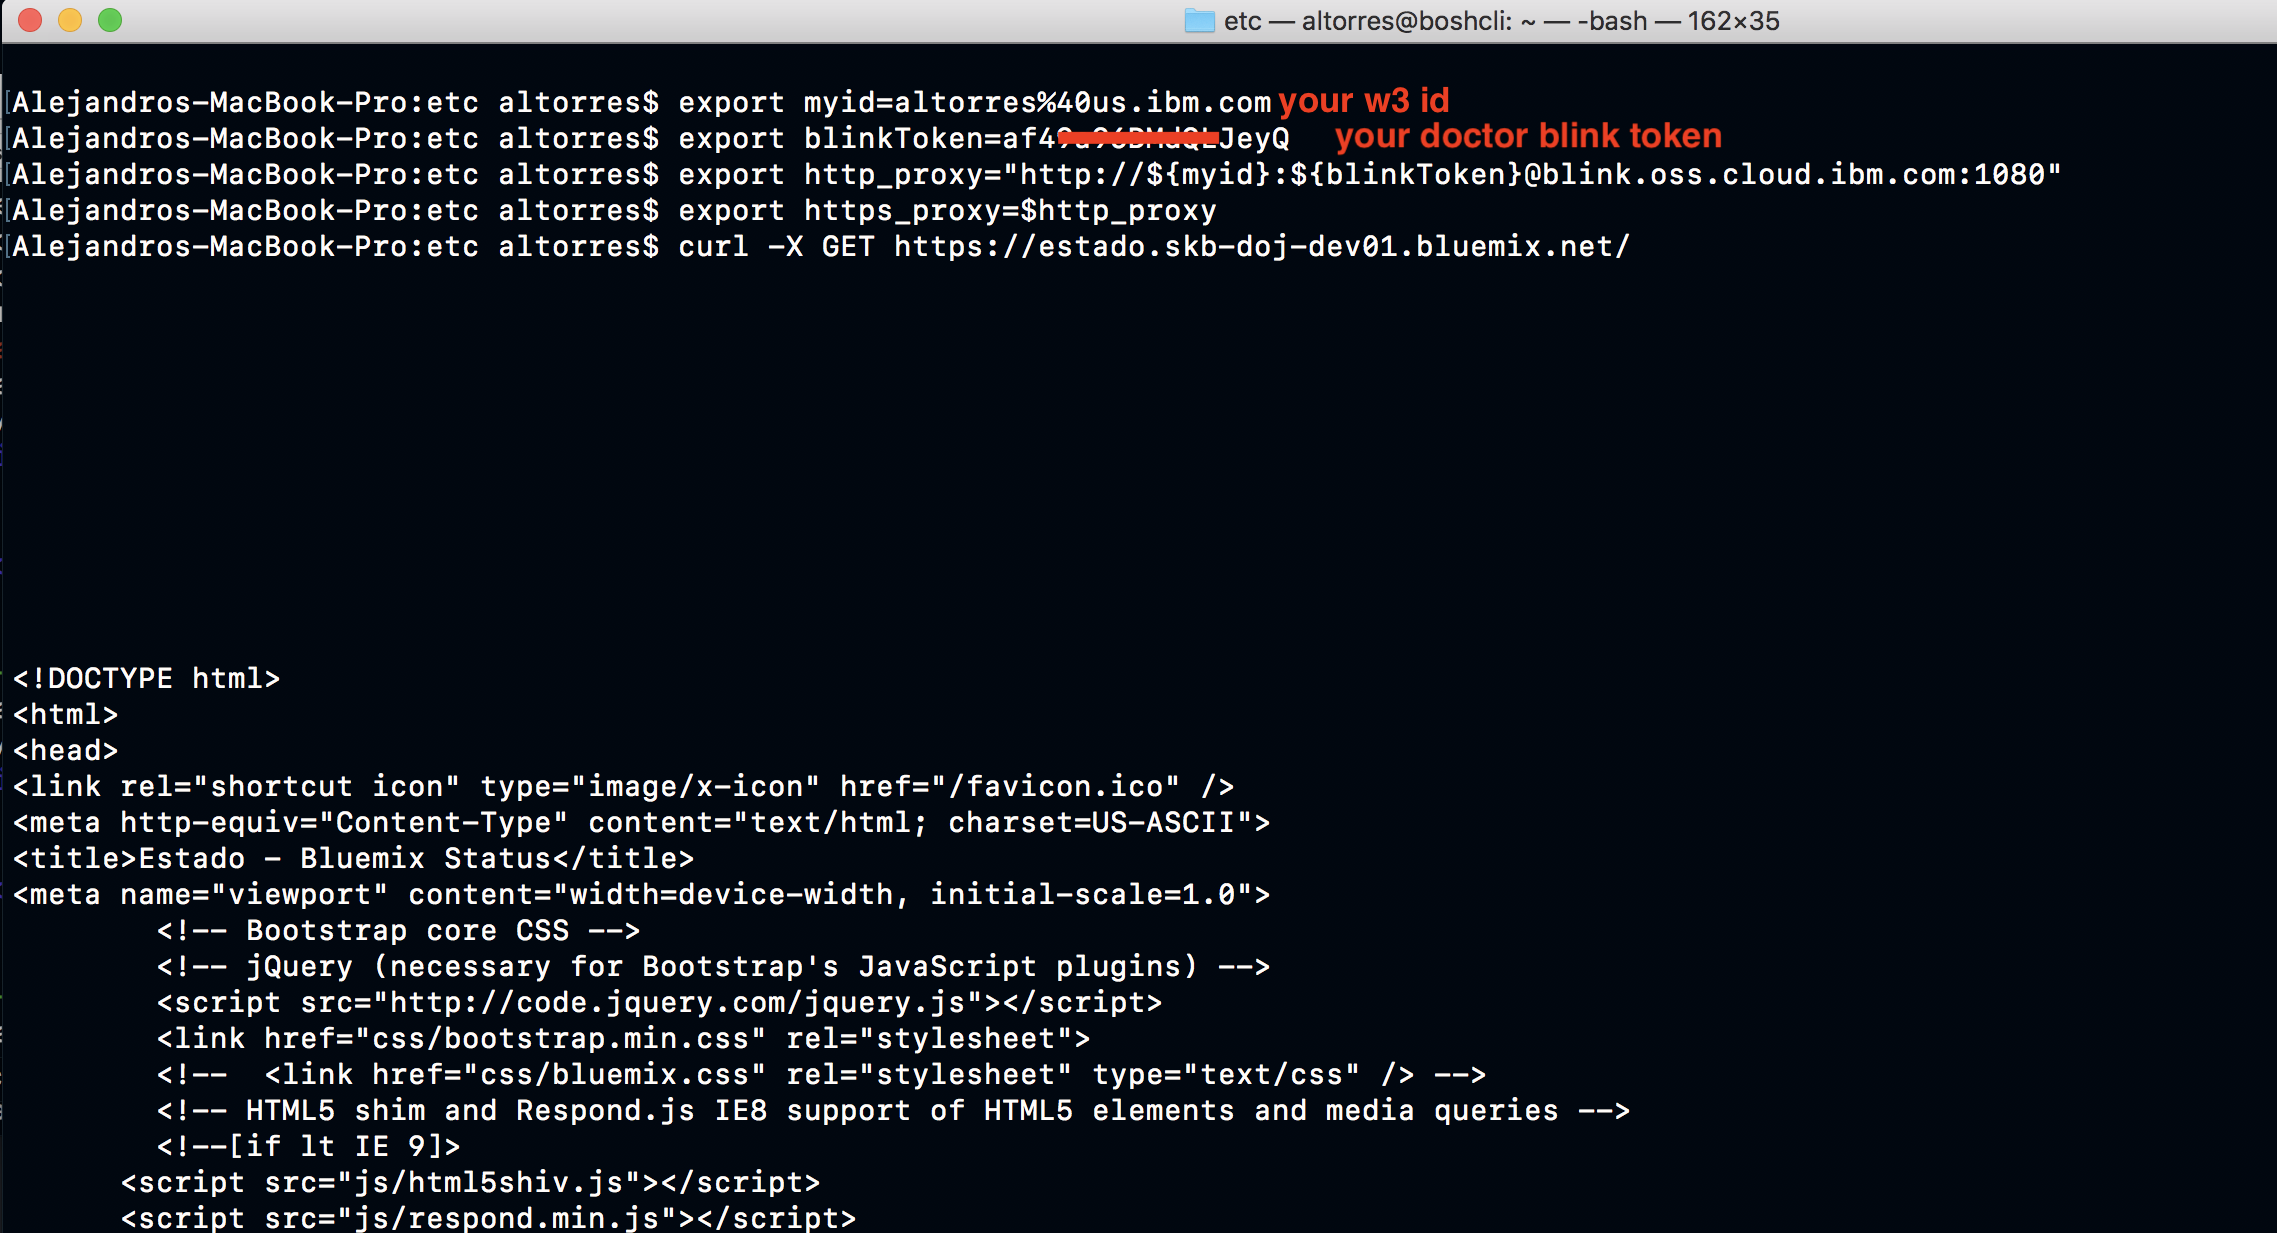 etc — altorres@boshcli: ~ — -bash — 162×35
[Alejandros-MacBook-Pro:etc altorres$ export myid=altorres%40us.ibm.com your w3 id
[Alejandros-MacBook-Pro:etc altorres$ export blinkToken=af4 JeyQ your doctor blink token
[Alejandros-MacBook-Pro:etc altorres$ export http_proxy="http://${myid}:${blinkToken}@blink.oss.cloud.ibm.com:1080"
[Alejandros-MacBook-Pro:etc altorres$ export https_proxy=$http_proxy
[Alejandros-MacBook-Pro:etc altorres$ curl -X GET https://estado.skb-doj-dev01.bluemix.net/
<!DOCTYPE html>
<html>
<head>
<link rel="shortcut icon" type="image/x-icon" href="/favicon.ico" />
<meta http-equiv="Content-Type" content="text/html; charset=US-ASCII">
<title>Estado - Bluemix Status</title>
<meta name="viewport" content="width=device-width, initial-scale=1.0">
<!-- Bootstrap core CSS -->
<!-- jQuery (necessary for Bootstrap's JavaScript plugins) -->
<script src="http://code.jquery.com/jquery.js"></script>
<link href="css/bootstrap.min.css" rel="stylesheet">
<!--  <link href="css/bluemix.css" rel="stylesheet" type="text/css" /> -->
<!-- HTML5 shim and Respond.js IE8 support of HTML5 elements and media queries -->
<!--[if lt IE 9]>
<script src="js/html5shiv.js"></script>
<script src="js/respond.min.js"></script>